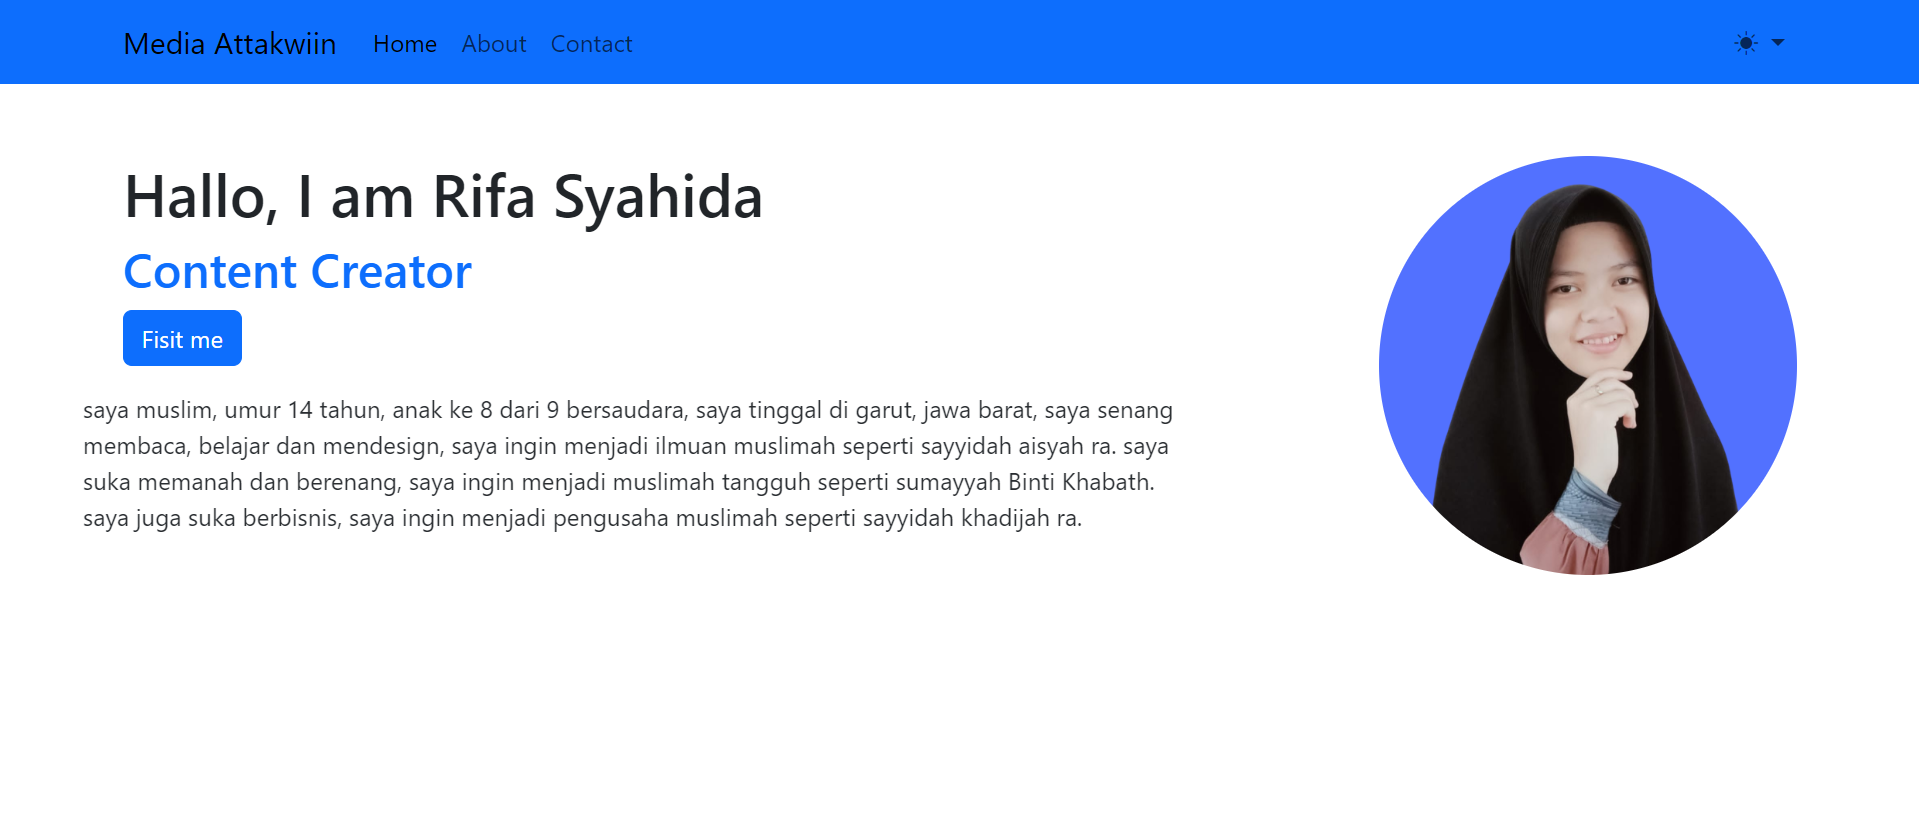 Media Attakwiin Home About Contact
Hallo, I am Rifa Syahida
Content Creator
Fisit me
saya muslim, umur 14 tahun, anak ke 8 dari 9 bersaudara, saya tinggal di garut, jawa barat, saya senang
membaca, belajar dan mendesign, saya ingin menjadi ilmuan muslimah seperti sayyidah aisyah ra. saya
suka memanah dan berenang, saya ingin menjadi muslimah tangguh seperti sumayyah Binti Khabath.
saya juga suka berbisnis, saya ingin menjadi pengusaha muslimah seperti sayyidah khadijah ra.